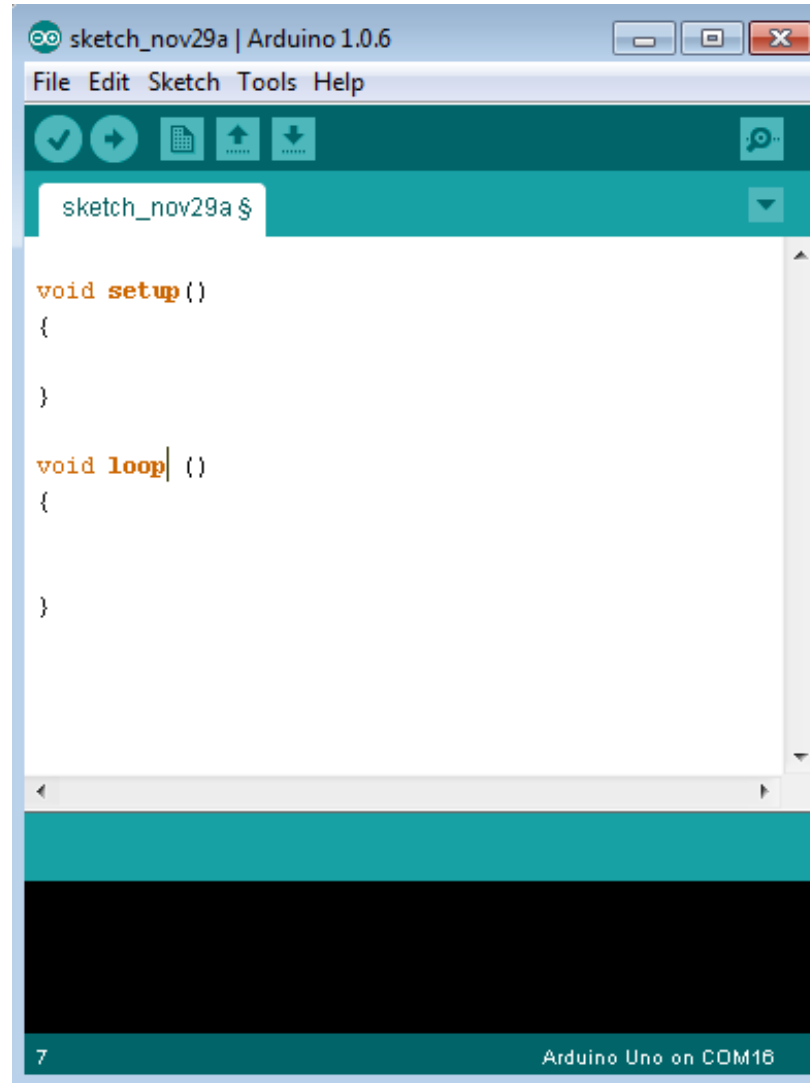 sketch_nov29a | Arduino 1.0.6
File Edit Sketch Tools Help
sketch_nov29a §
void setup()
{
}
void loop ()
{
}
7 Arduino Uno on COM16